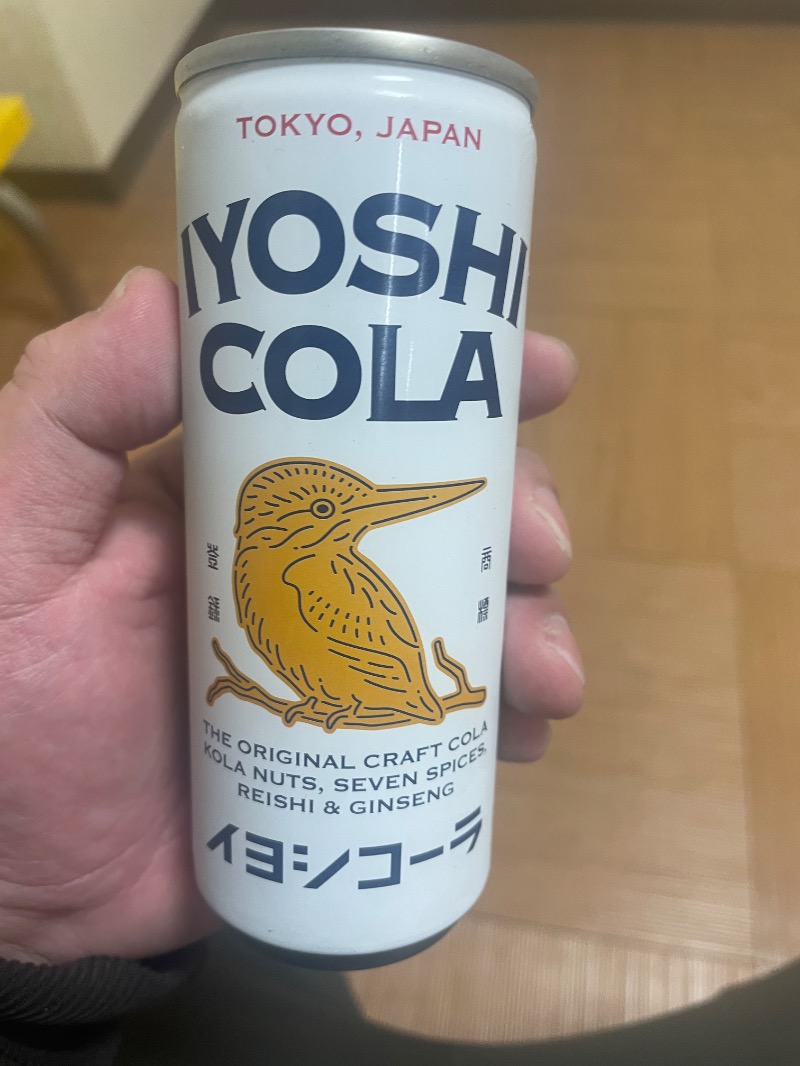 TOKYO, JAPAN
IYOSHI
COLA
THE ORIGINAL CRAFT COLA
KOLA NUTS, SEVEN SPICES,
REISHI & GINSENG
イヨシコーラ